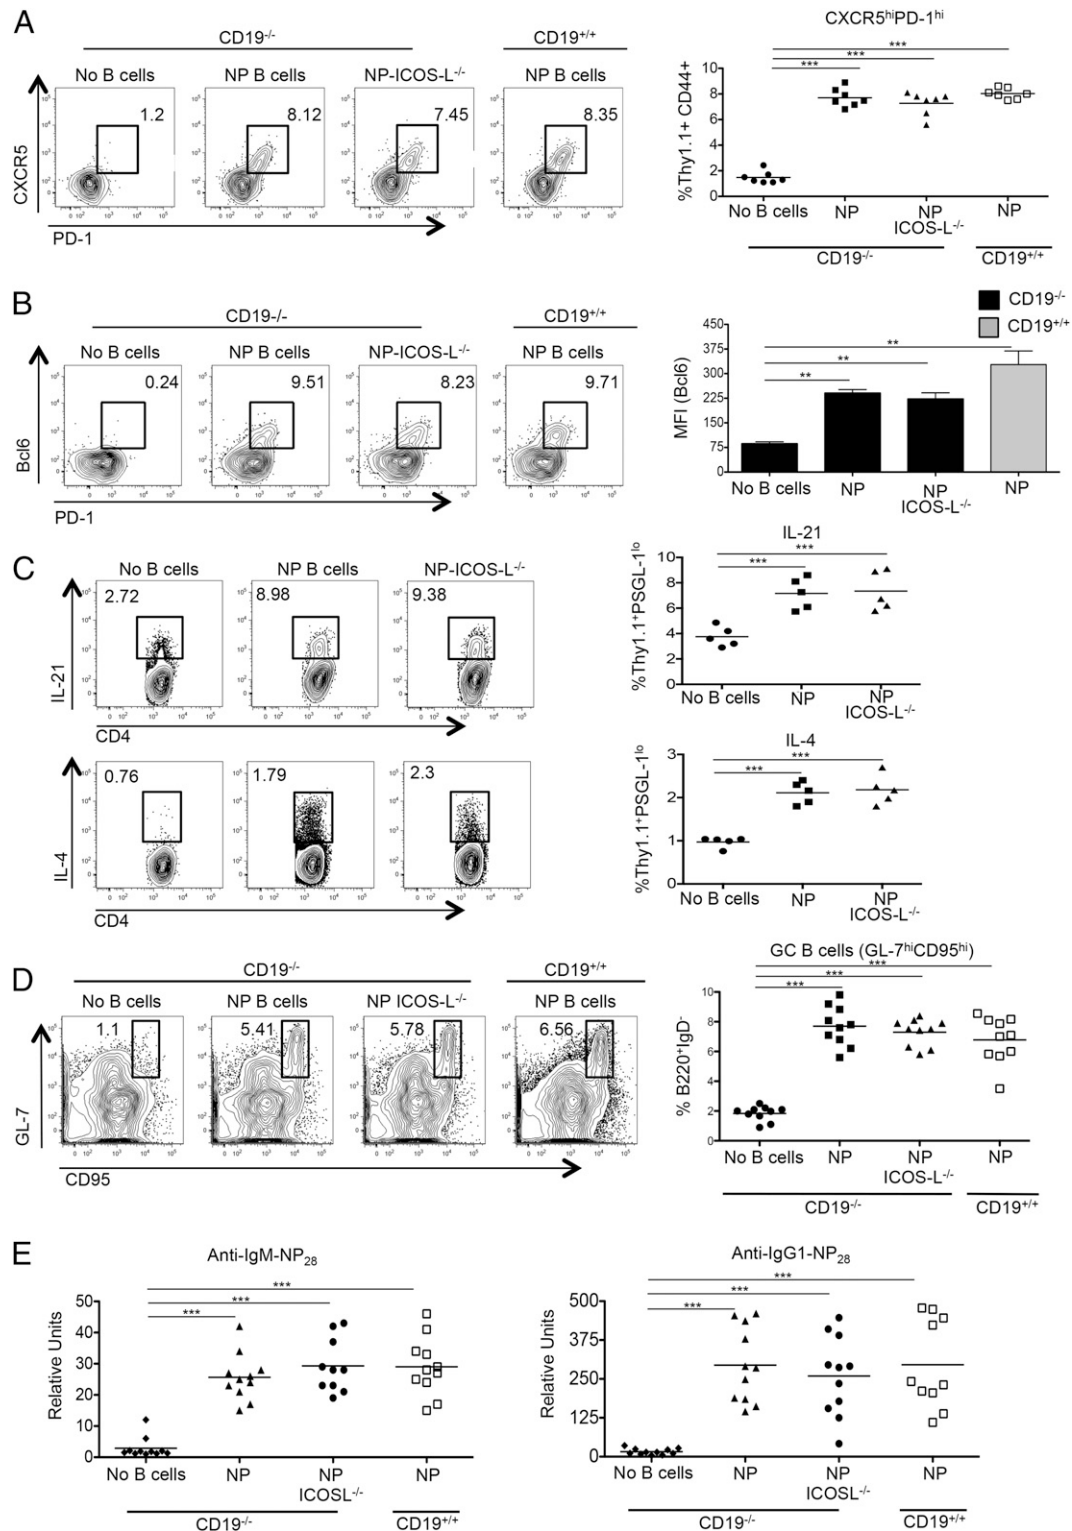 A
CD19-/-
CD19+/+
No B cells
NP B cells
NP-ICOS-L-/-
NP B cells
1.2
8.12
7.45
8.35
CXCR5
PD-1
CXCR5hiPD-1hi
***
***
***
%Thy1.1+ CD44+
10
8
6
2
0
No B cells
NP
NP
ICOS-L-/-
NP
CD19-/-
CD19+/+
B
CD19-/-
CD19+/+
No B cells
NP B cells
NP-ICOS-L-/-
NP B cells
0.24
9.51
8.23
9.71
Bcl6
PD-1
CD19-/-
CD19+/+
MFI (Bcl6)
450
375
300
225
150
75
0
**
**
**
No B cells
NP
NP
ICOS-L-/-
NP
C
No B cells
NP B cells
NP-ICOS-L-/-
2.72
8.98
9.38
IL-21
CD4
0.76
1.79
2.3
IL-4
CD4
IL-21
***
***
%Thy1.1+PSGL-1lo
10
8
6
4
2
0
No B cells
NP
NP
ICOS-L-/-
IL-4
***
***
%Thy1.1+PSGL-1lo
3
2
1
0
No B cells
NP
NP
ICOS-L-/-
D
CD19-/-
CD19+/+
No B cells
NP B cells
NP ICOS-L-/-
NP B cells
1.1
5.41
5.78
6.56
GL-7
CD95
GC B cells (GL-7hiCD95hi)
***
***
***
% B220+IgD-
10
8
6
4
2
0
No B cells
NP
NP
ICOS-L-/-
NP
CD19-/-
CD19+/+
E
Anti-IgM-NP28
***
***
***
Relative Units
50
40
30
20
10
0
No B cells
NP
NP
ICOSL-/-
NP
CD19-/-
CD19+/+
Anti-IgG1-NP28
***
***
***
Relative Units
500
375
250
125
0
No B cells
NP
NP
ICOSL-/-
NP
CD19-/-
CD19+/+